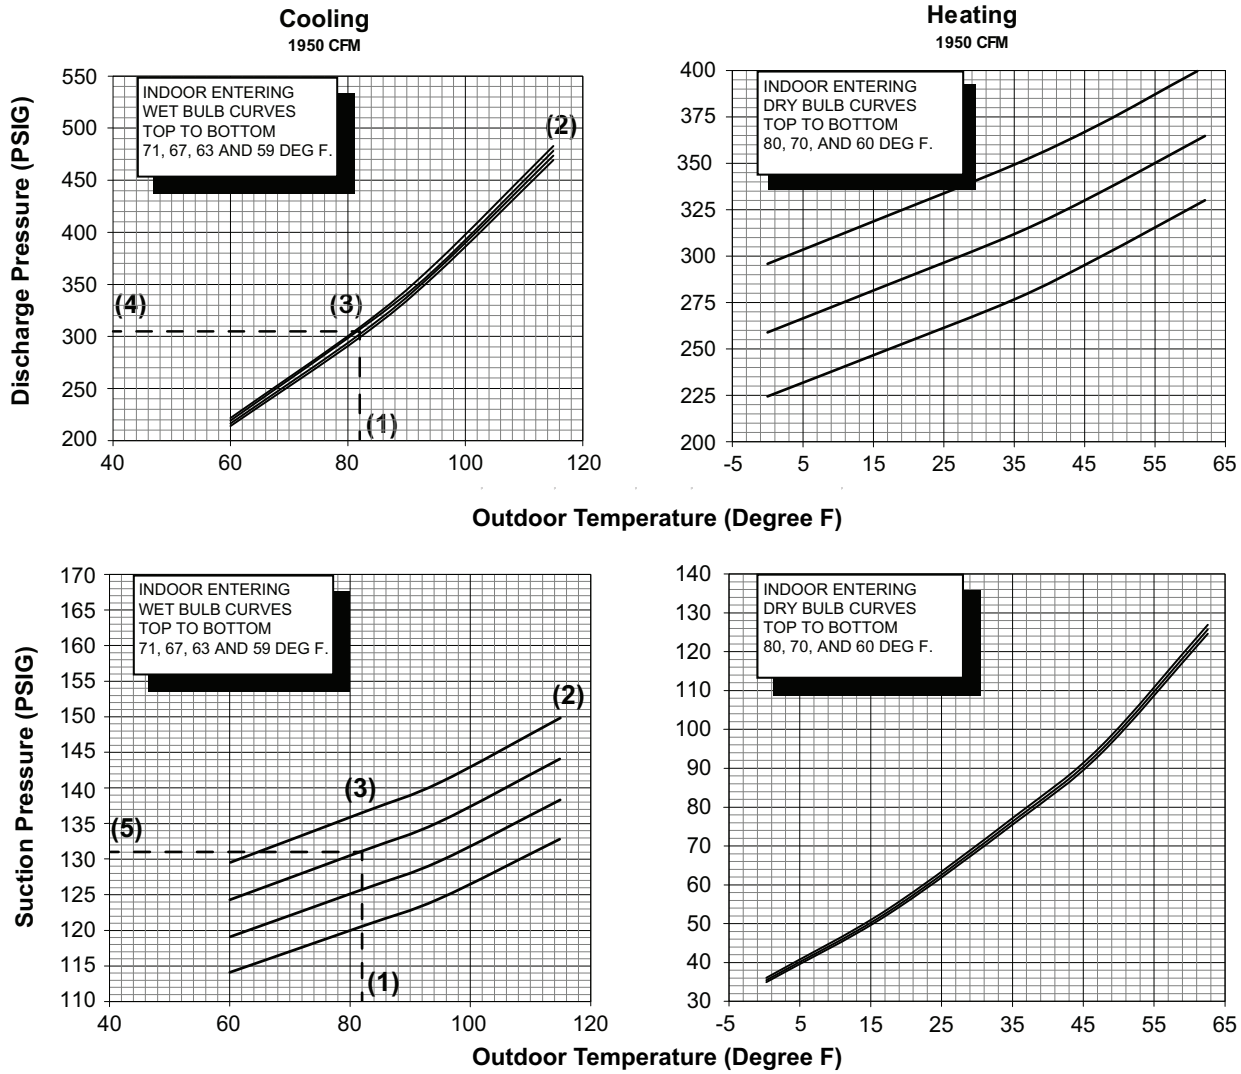 Cooling
1950 CFM
Heating
1950 CFM
Discharge Pressure (PSIG)
550
500
450
400
350
300
250
200
INDOOR ENTERING
WET BULB CURVES
TOP TO BOTTOM
71, 67, 63 AND 59 DEG F.
(2)
(4)
(3)
(1)
40 60 80 100 120
400
375
350
325
300
275
250
225
200
INDOOR ENTERING
DRY BULB CURVES
TOP TO BOTTOM
80, 70, AND 60 DEG F.
-5 5 15 25 35 45 55 65
Outdoor Temperature (Degree F)
Suction Pressure (PSIG)
170
165
160
155
150
145
140
135
130
125
120
115
110
INDOOR ENTERING
WET BULB CURVES
TOP TO BOTTOM
71, 67, 63 AND 59 DEG F.
(2)
(3)
(5)
(1)
40 60 80 100 120
140
130
120
110
100
90
80
70
60
50
40
30
INDOOR ENTERING
DRY BULB CURVES
TOP TO BOTTOM
80, 70, AND 60 DEG F.
-5 5 15 25 35 45 55 65
Outdoor Temperature (Degree F)